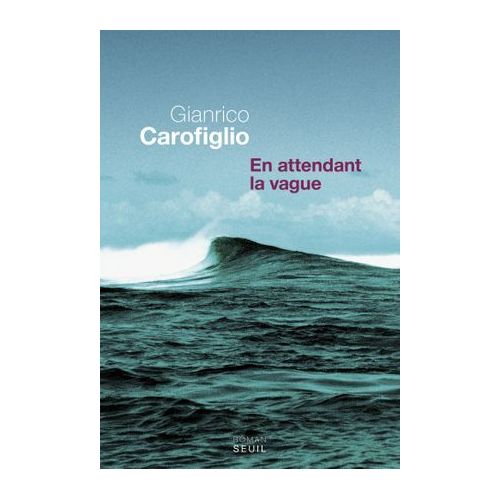 Gianrico
Carofiglio
En attendant
la vague
ROMAN
SEUIL